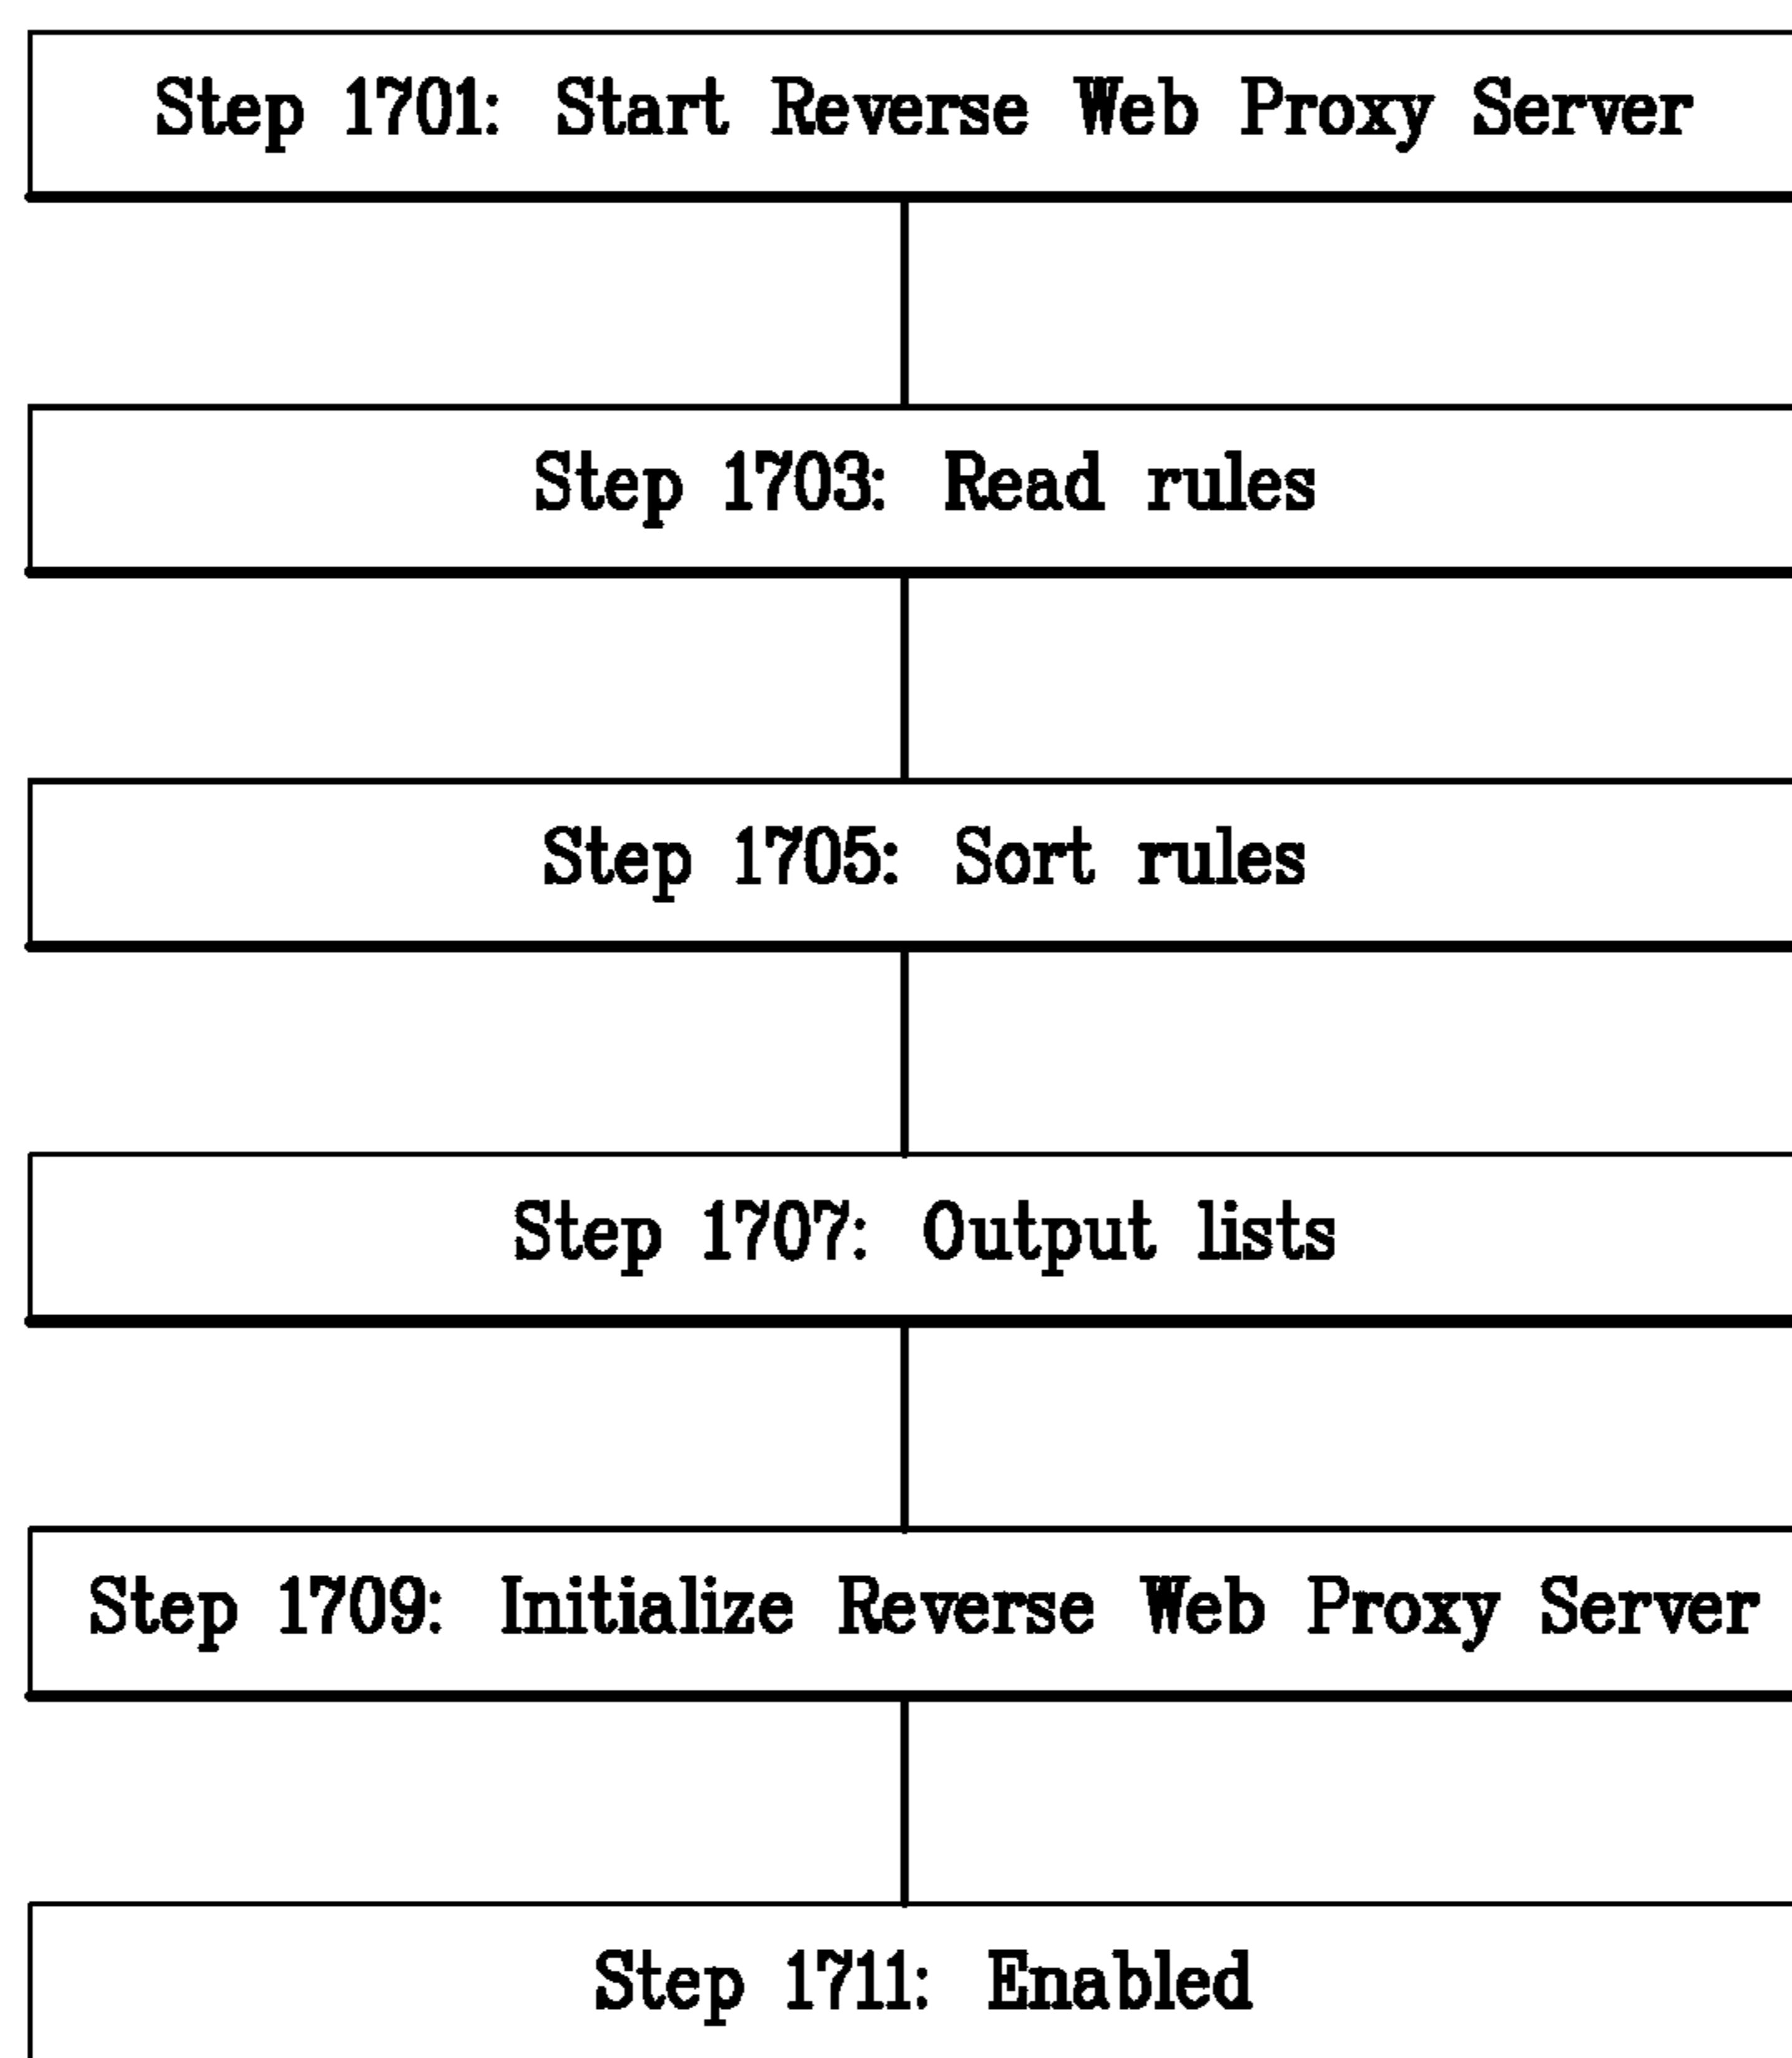 Step 1701: Start Reverse Web Proxy Server
Step 1703: Read rules
Step 1705: Sort rules
Step 1707: Output lists
Step 1709: Initialize Reverse Web Proxy Server
Step 1711: Enabled